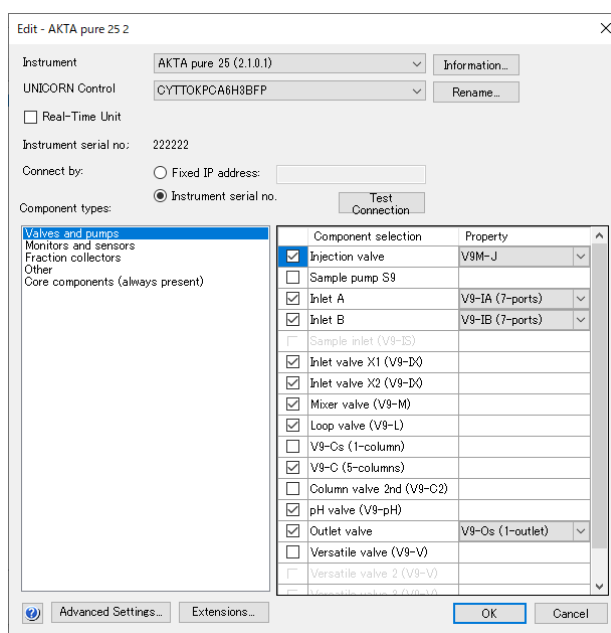 Edit - AKTA pure 25 2
Instrument AKTA pure 25 (2.1.0.1) Information...
UNICORN Control CYTTOKPCA6H3BFP Rename...
Real-Time Unit
Instrument serial no: 222222
Connect by: Fixed IP address:
Instrument serial no. Test Connection
Component types:
Valves and pumps
Monitors and sensors
Fraction collectors
Other
Core components (always present)
Component selection Property
Injection valve V9M-J
Sample pump S9
Inlet A V9-IA (7-ports)
Inlet B V9-IB (7-ports)
Sample inlet (V9-IS)
Inlet valve X1 (V9-IX)
Inlet valve X2 (V9-IX)
Mixer valve (V9-M)
Loop valve (V9-L)
V9-Cs (1-column)
V9-C (5-columns)
Column valve 2nd (V9-C2)
pH valve (V9-pH)
Outlet valve V9-Os (1-outlet)
Versatile valve (V9-V)
Versatile valve 2 (V9-V)
Versatile valve 3 (V9-V)
Advanced Settings... Extensions... OK Cancel